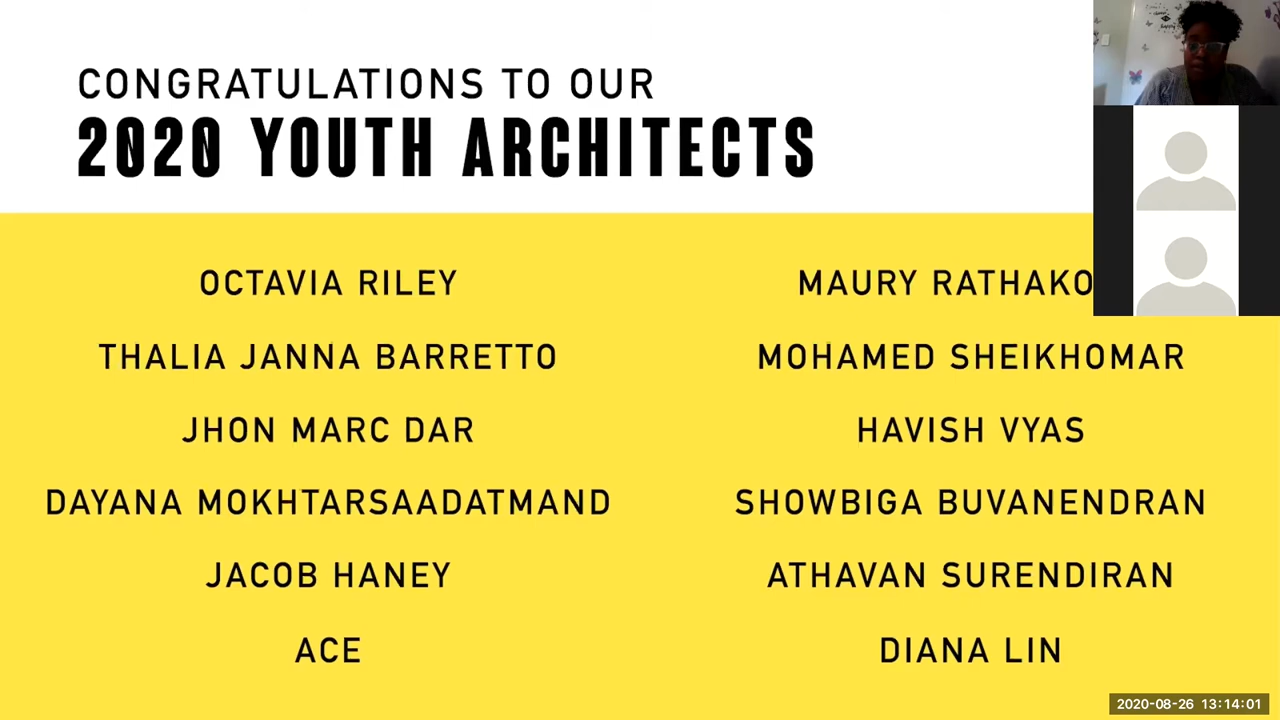 CONGRATULATIONS TO OUR
2020 YOUTH ARCHITECTS
OCTAVIA RILEY
THALIA JANNA BARRETTO
JHON MARC DAR
DAYANA MOKHTARSAADATMAND
JACOB HANEY
ACE
MAURY
MOHAMED SHEIKHOMAR
HAVISH VYAS
SHOWBIGA BUVANENDRAN
ATHAVAN SURENDIRAN
DIANA LIN
2020-08-26 13:14:01